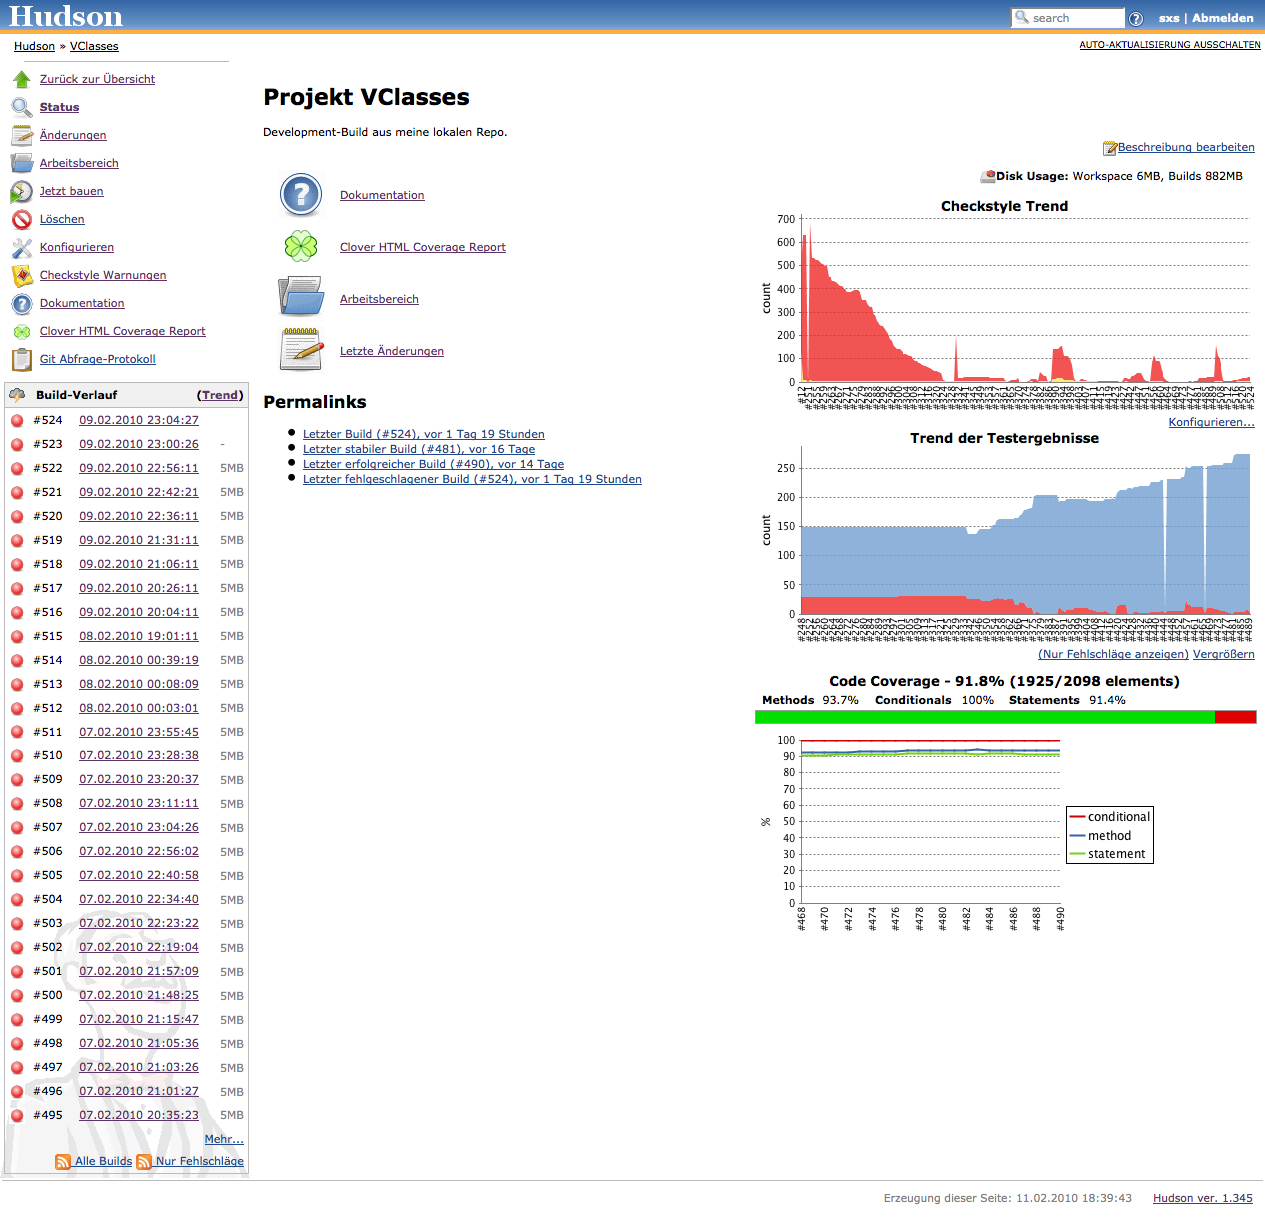 Hudson
search
sxs | Abmelden
Hudson » VClasses
AUTO-AKTUALISIERUNG AUSSCHALTEN
Zurück zur Übersicht
Status
Änderungen
Arbeitsbereich
Jetzt bauen
Löschen
Konfigurieren
Checkstyle Warnungen
Dokumentation
Clover HTML Coverage Report
Git Abfrage-Protokoll
Build-Verlauf (Trend)
#524 09.02.2010 23:04:27
#523 09.02.2010 23:00:26 -
#522 09.02.2010 22:56:11 5MB
#521 09.02.2010 22:42:21 5MB
#520 09.02.2010 22:36:11 5MB
#519 09.02.2010 21:31:11 5MB
#518 09.02.2010 21:06:11 5MB
#517 09.02.2010 20:26:11 5MB
#516 09.02.2010 20:04:11 5MB
#515 08.02.2010 19:01:11 5MB
#514 08.02.2010 00:39:19 5MB
#513 08.02.2010 00:08:09 5MB
#512 08.02.2010 00:03:01 5MB
#511 07.02.2010 23:55:45 5MB
#510 07.02.2010 23:28:38 5MB
#509 07.02.2010 23:20:37 5MB
#508 07.02.2010 23:11:11 5MB
#507 07.02.2010 23:04:26 5MB
#506 07.02.2010 22:56:02 5MB
#505 07.02.2010 22:40:58 5MB
#504 07.02.2010 22:34:40 5MB
#503 07.02.2010 22:23:22 5MB
#502 07.02.2010 22:19:04 5MB
#501 07.02.2010 21:57:09 5MB
#500 07.02.2010 21:48:25 5MB
#499 07.02.2010 21:15:47 5MB
#498 07.02.2010 21:05:36 5MB
#497 07.02.2010 21:03:26 5MB
#496 07.02.2010 21:01:27 5MB
#495 07.02.2010 20:35:23 5MB
Mehr...
Alle Builds Nur Fehlschläge
Projekt VClasses
Development-Build aus meine lokalen Repo.
Dokumentation
Clover HTML Coverage Report
Arbeitsbereich
Letzte Änderungen
Permalinks
Letzter Build (#524), vor 1 Tag 19 Stunden
Letzter stabiler Build (#481), vor 16 Tage
Letzter erfolgreicher Build (#490), vor 14 Tage
Letzter fehlgeschlagener Build (#524), vor 1 Tag 19 Stunden
Beschreibung bearbeiten
Disk Usage: Workspace 6MB, Builds 882MB
Checkstyle Trend
700
600
500
400
300
200
100
0
count
Konfigurieren...
Trend der Testergebnisse
250
200
150
100
50
0
count
(Nur Fehlschläge anzeigen) Vergrößern
Code Coverage - 91.8% (1925/2098 elements)
Methods 93.7% Conditionals 100% Statements 91.4%
100
90
80
70
60
50
40
30
20
10
0
%
#468 #470 #472 #474 #476 #478 #480 #482 #484 #486 #488 #490
conditional
method
statement
Erzeugung dieser Seite: 11.02.2010 18:39:43 Hudson ver. 1.345